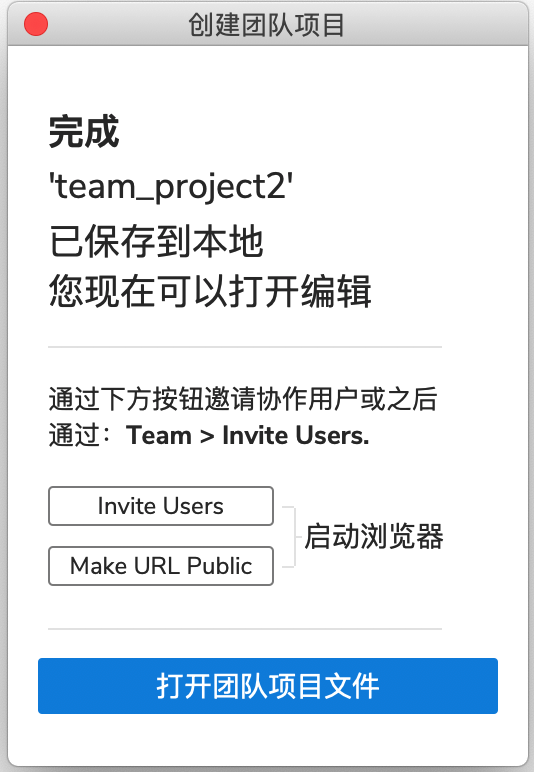 创建团队项目
完成
'team_project2'
已保存到本地
您现在可以打开编辑
通过下方按钮邀请协作用户或之后
通过：Team > Invite Users.
Invite Users
启动浏览器
Make URL Public
打开团队项目文件